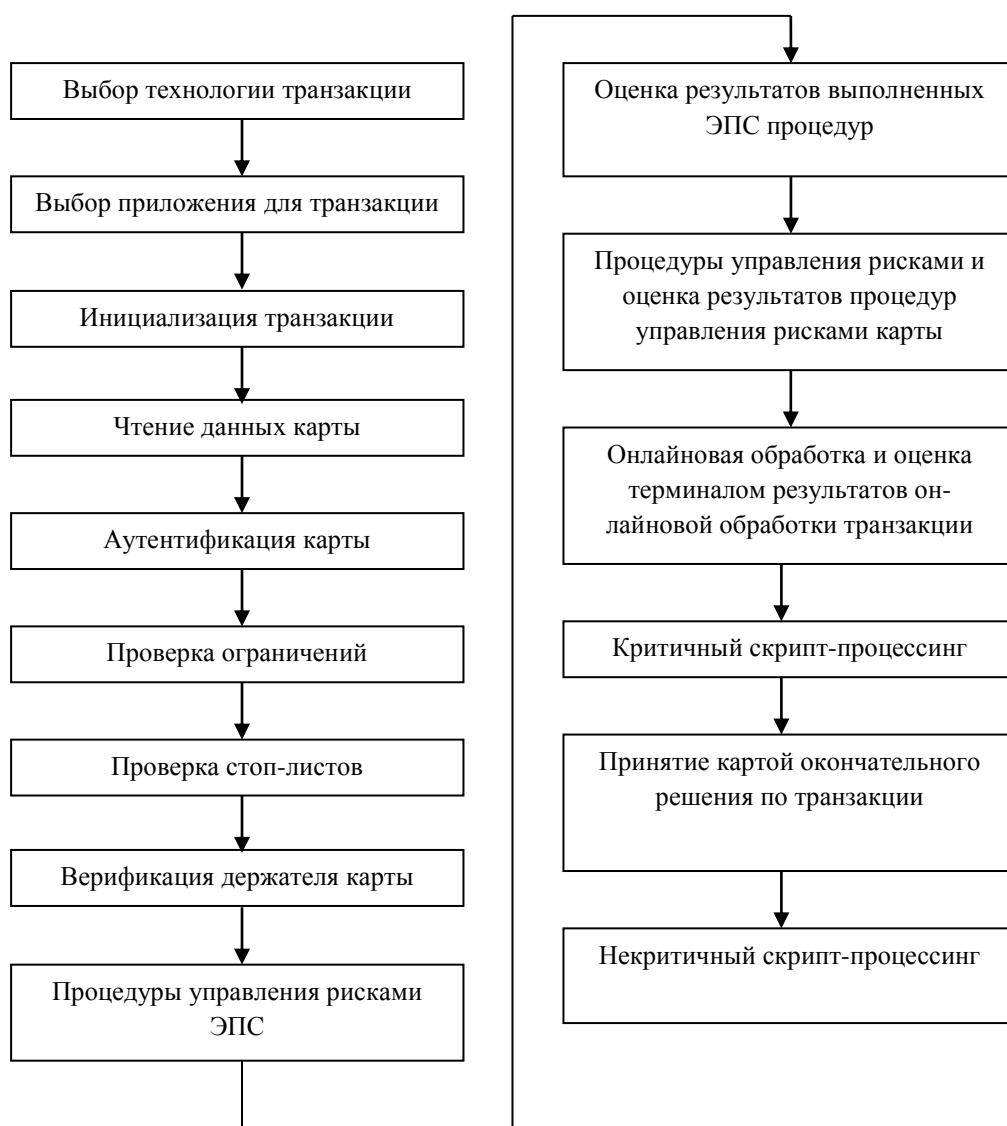 Выбор технологии транзакции
Выбор приложения для транзакции
Инициализация транзакции
Чтение данных карты
Аутентификация карты
Проверка ограничений
Проверка стоп-листов
Верификация держателя карты
Процедуры управления рисками
ЭПС
Оценка результатов выполненных
ЭПС процедур
Процедуры управления рисками и
оценка результатов процедур
управления рисками карты
Онлайновая обработка и оценка
терминалом результатов он-
лайновой обработки транзакции
Критичный скрипт-процессинг
Принятие картой окончательного
решения по транзакции
Некритичный скрипт-процессинг